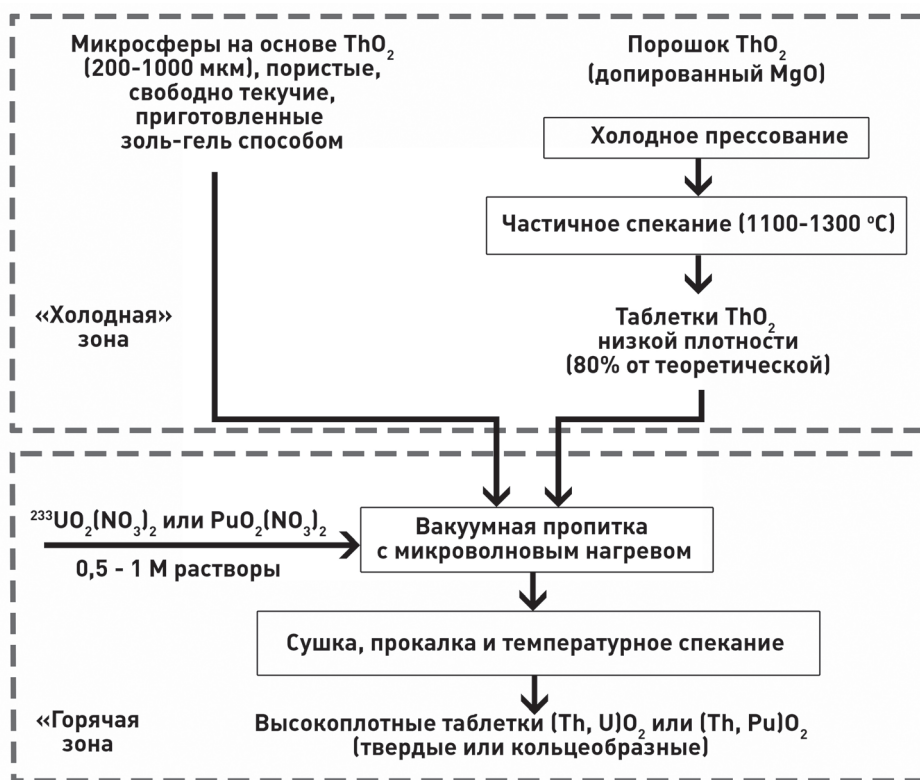 Микросферы на основе ThO₂
(200-1000 мкм), пористые,
свободно текучие,
приготовленные
золь-гель способом
Порошок ThO₂
(допированный MgO)
Холодное прессование
Частичное спекание (1100-1300 °C)
«Холодная»
зона
Таблетки ThO₂
низкой плотности
(80% от теоретической)
²³³UO₂(NO₃)₂ или PuO₂(NO₃)₂
0,5 - 1 М растворы
Вакуумная пропитка
с микроволновым нагревом
Сушка, прокалка и температурное спекание
«Горячая
зона
Высокоплотные таблетки (Th, U)O₂ или (Th, Pu)O₂
(твердые или кольцеобразные)